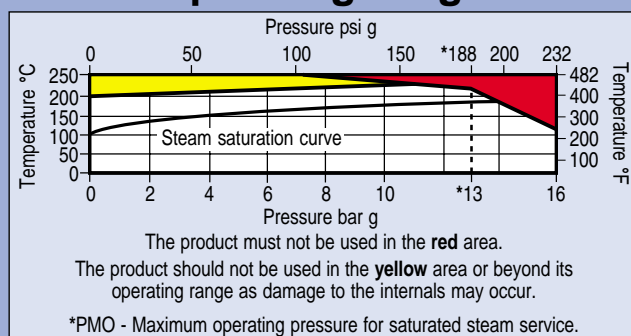 Pressure psi g
0 50 100 150 *188 200 232
Temperature °C
250
200
150
100
50
0
Steam saturation curve
482
400
300
200
100
Temperature °F
0 2 4 6 8 10 *13 16
Pressure bar g
The product must not be used in the red area.
The product should not be used in the yellow area or beyond its
operating range as damage to the internals may occur.
*PMO - Maximum operating pressure for saturated steam service.